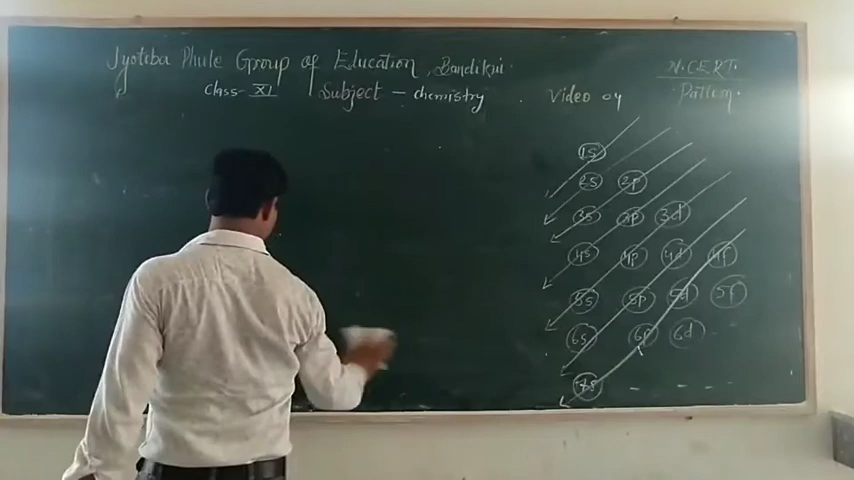 Jyotiba Phule Group of Education, Bandikui.
N.C.E.R.T.
Class - XI Subject - chemistry Video 04 Pattern.
1s
2s 2p
3s 3p 3d
4s 4p 4d 4f
5s 5p 5d 5f
6s 6p 6d
7s